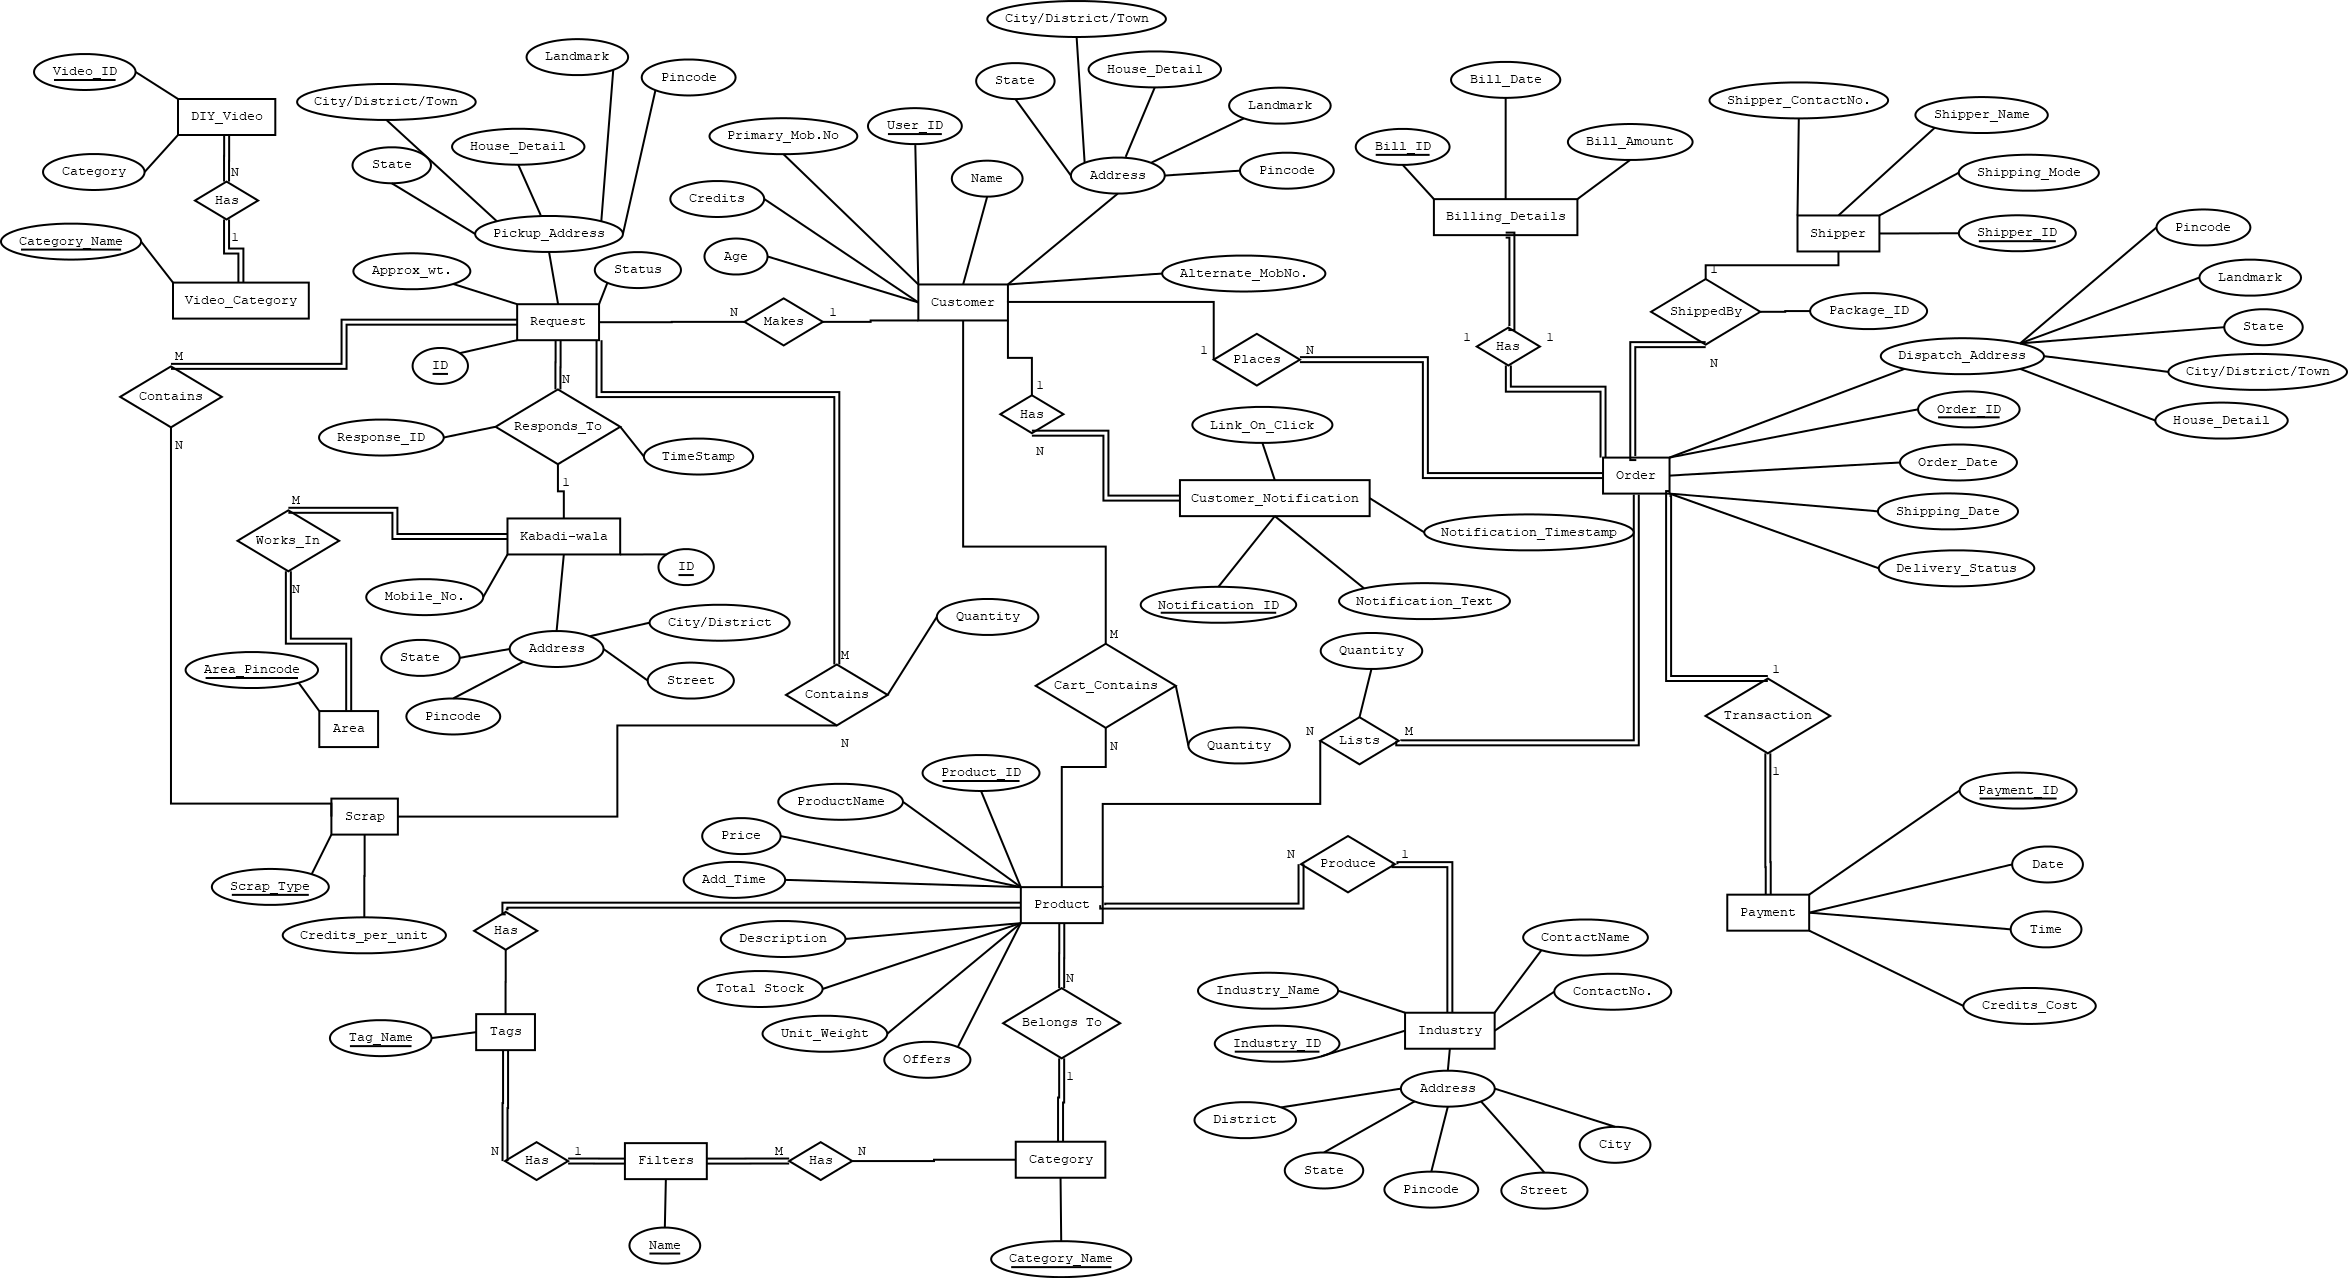 City/District/Town
Landmark
Video_ID
Pincode
State
House_Detail
Bill_Date
City/District/Town
DIY_Video
Landmark
Shipper_ContactNo.
Shipper_Name
Primary_Mob.No
User_ID
House_Detail
Bill_ID
Bill_Amount
Category
State
N
Name
Address
Pincode
Shipping_Mode
Has
Credits
Billing_Details
Pincode
Category_Name
1
Pickup_Address
Shipper
Shipper_ID
Approx_wt.
Status
Age
Alternate_MobNo.
1
Landmark
Video_Category
Customer
Request
N
Makes
1
ShippedBy
Package_ID
State
M
ID
1
Places
N
1
Has
1
N
Dispatch_Address
City/District/Town
Contains
N
1
Has
Order_ID
House_Detail
N
Response_ID
Responds_To
TimeStamp
N
Link_On_Click
Order_Date
1
Order
M
Customer_Notification
Shipping_Date
Works_In
Kabadi-wala
Notification_Timestamp
N
Mobile_No.
ID
Notification_ID
Notification_Text
Delivery_Status
Quantity
City/District
State
Address
M
M
Quantity
Area_Pincode
Street
Contains
Cart_Contains
1
Pincode
Transaction
Area
N
N
Quantity
N
Lists
M
Product_ID
1
ProductName
Payment_ID
Scrap
Price
N
Produce
1
Date
Scrap_Type
Add_Time
Product
Payment
Credits_per_unit
Has
Description
ContactName
Time
Total Stock
N
Industry_Name
ContactNo.
Credits_Cost
Tag_Name
Tags
Unit_Weight
Belongs To
Industry_ID
Industry
Offers
1
Address
District
City
N
Has
1
Filters
M
Has
N
Category
State
Pincode
Street
Name
Category_Name